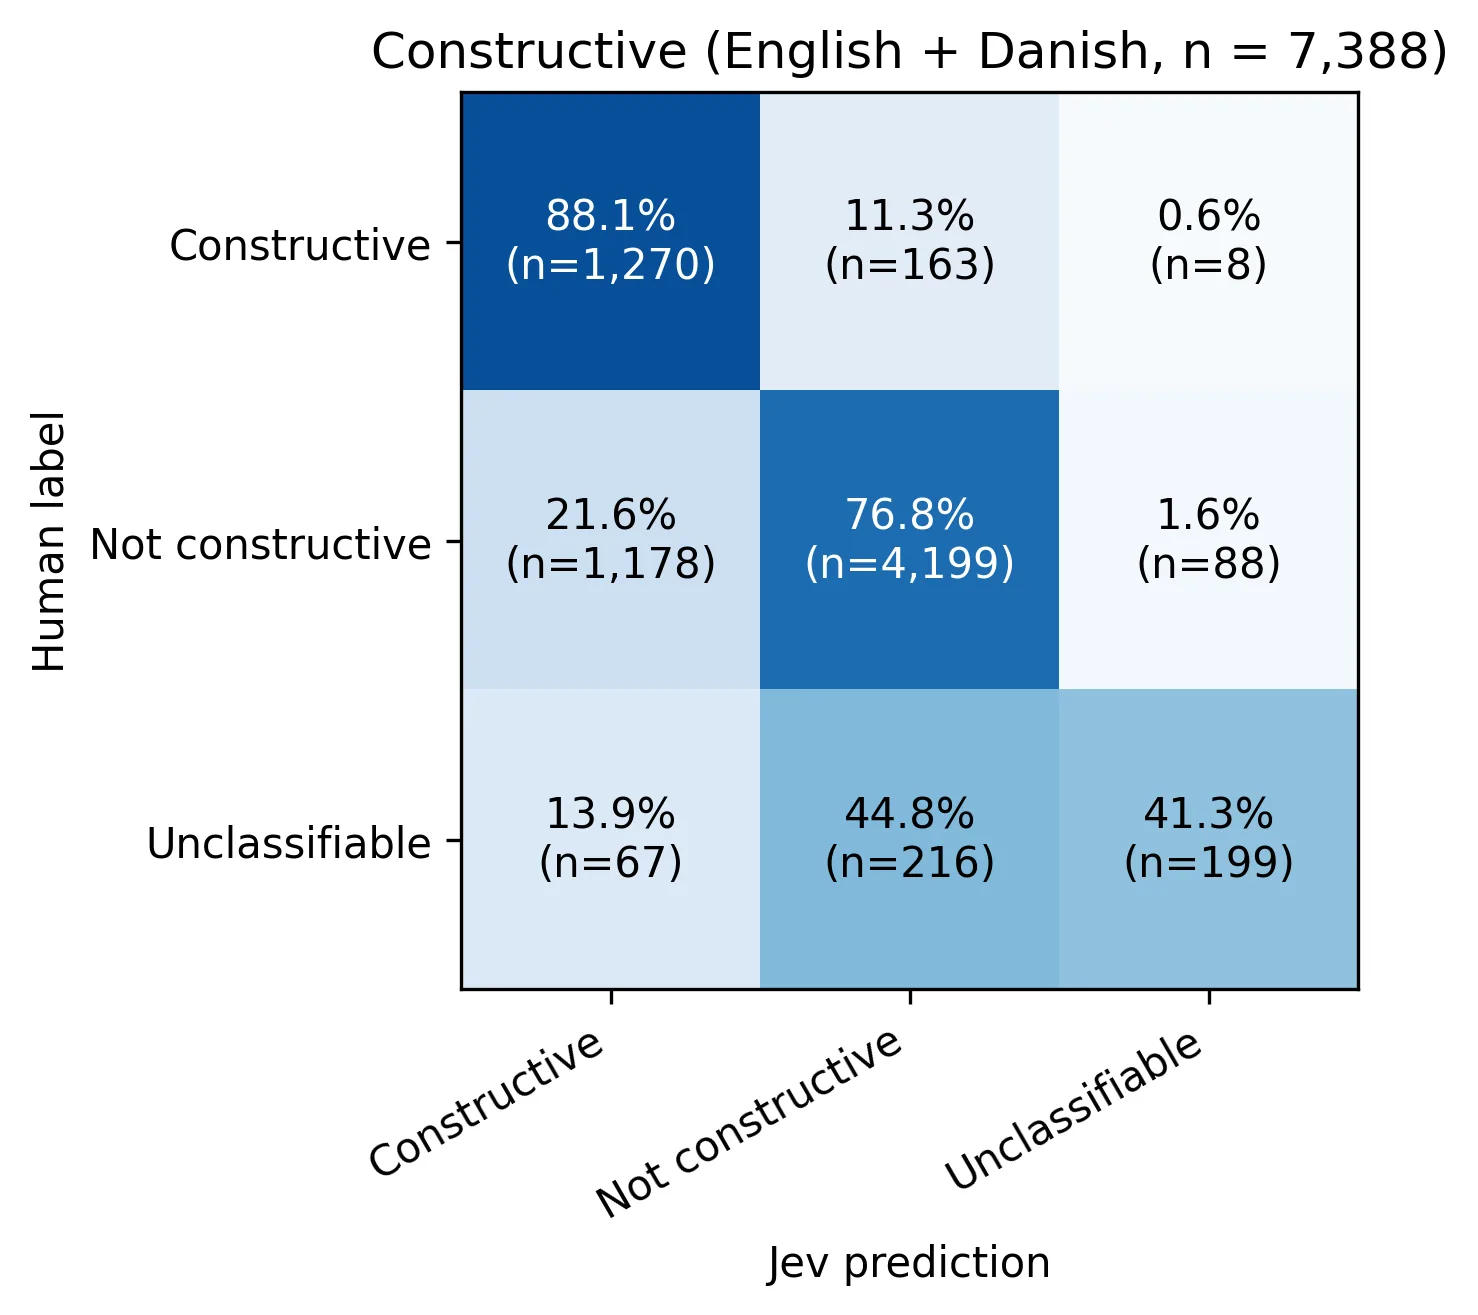 Constructive (English + Danish, n = 7,388)
Human label
Constructive
88.1%
(n=1,270)
11.3%
(n=163)
0.6%
(n=8)
Not constructive
21.6%
(n=1,178)
76.8%
(n=4,199)
1.6%
(n=88)
Unclassifiable
13.9%
(n=67)
44.8%
(n=216)
41.3%
(n=199)
Constructive
Not constructive
Unclassifiable
Jev prediction